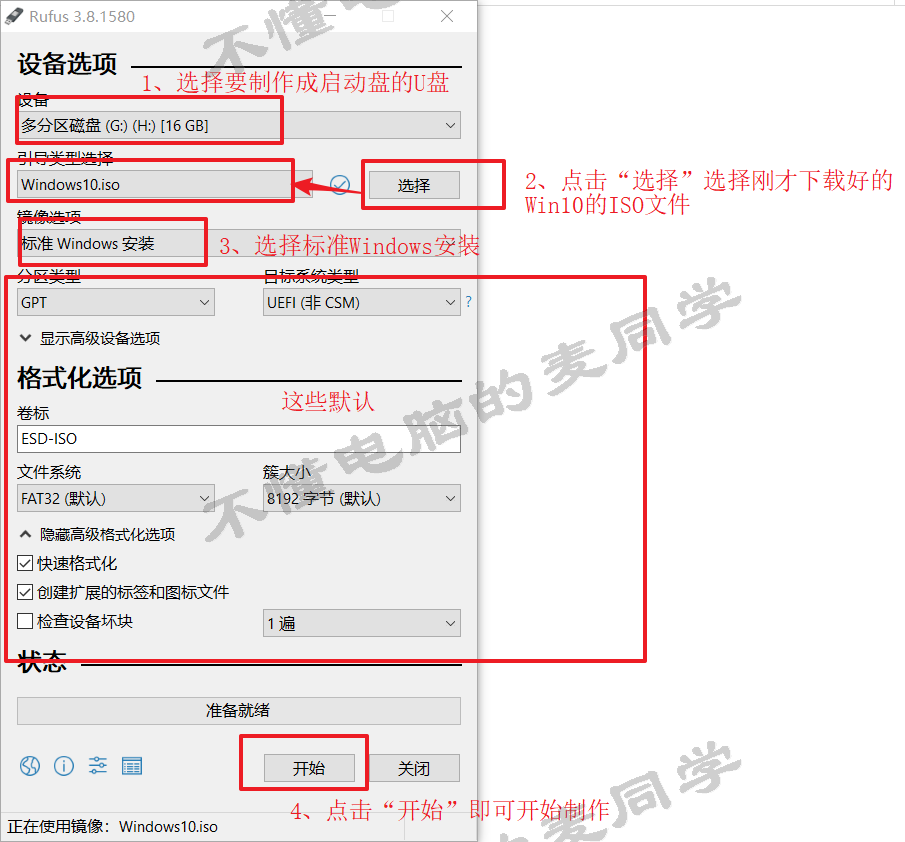 Rufus 3.8.1580
不懂
设备选项
1、选择要制作成启动盘的U盘
设备
多分区磁盘 (G:) (H:) [16 GB]
引导类型选择
Windows10.iso
选择
2、点击“选择”选择刚才下载好的
Win10的ISO文件
镜像选项
标准 Windows 安装
3、选择标准Windows安装
分区类型
目标系统类型
GPT
UEFI (非 CSM)
?
显示高级设备选项
格式化选项
这些默认
卷标
ESD-ISO
不懂电脑的麦同学
文件系统
簇大小
FAT32 (默认)
8192 字节 (默认)
隐藏高级格式化选项
快速格式化
创建扩展的标签和图标文件
检查设备坏块
1 遍
状态
准备就绪
开始
关闭
4、点击“开始”即可开始制作
的麦同学
正在使用镜像：Windows10.iso